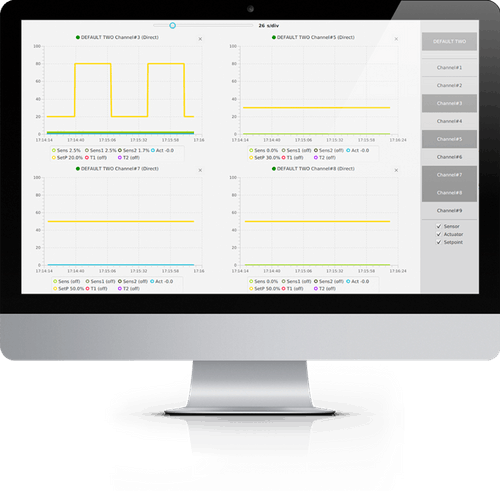 26 s/div
DEFAULT TWO Channel#3 (Direct)
100
80
60
40
20
0
17:14:40 17:15:06 17:15:32 17:15:58 17:16
Sens 2.5% Sens1 2.5% Sens2 1.7% Act -0.0
SetP 20.0% T1 (off) T2 (off)
DEFAULT TWO Channel#5 (Direct)
100
80
60
40
20
0
17:14:14 17:14:40 17:15:06 17:15:32 17:15:58 17:16:24
Sens 0.0% Sens1 (off) Sens2 (off) Act -0.0
SetP 30.0% T1 (off) T2 (off)
DEFAULT TWO Channel#7 (Direct)
100
80
60
40
20
0
17:14:14 17:14:40 17:15:06 17:15:32 17:15:58 17:16
Sens (off) Sens1 (off) Sens2 (off) Act -0.0
SetP 50.0% T1 (off) T2 (off)
DEFAULT TWO Channel#8 (Direct)
100
80
60
40
20
0
17:14:14 17:14:40 17:15:06 17:15:32 17:15:58 17:16:24
Sens 0.0% Sens1 (off) Sens2 (off) Act -0.0
SetP 50.0% T1 (off) T2 (off)
DEFAULT TWO
Channel#1
Channel#2
Channel#3
Channel#4
Channel#5
Channel#6
Channel#7
Channel#8
Channel#9
Sensor
Actuator
Setpoint